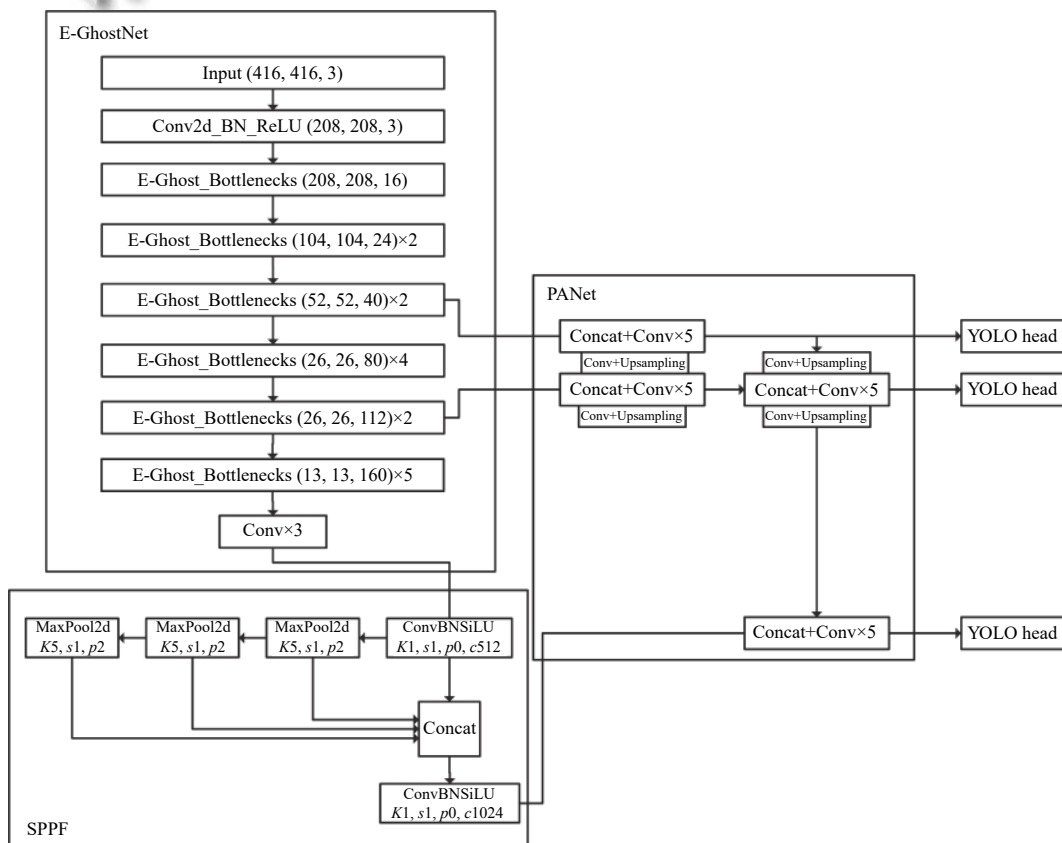 E-GhostNet
Input (416, 416, 3)
Conv2d_BN_ReLU (208, 208, 3)
E-Ghost_Bottlenecks (208, 208, 16)
E-Ghost_Bottlenecks (104, 104, 24)×2
E-Ghost_Bottlenecks (52, 52, 40)×2
E-Ghost_Bottlenecks (26, 26, 80)×4
E-Ghost_Bottlenecks (26, 26, 112)×2
E-Ghost_Bottlenecks (13, 13, 160)×5
Conv×3
PANet
Concat+Conv×5
YOLO head
Conv+Upsampling
Conv+Upsampling
Concat+Conv×5
Concat+Conv×5
YOLO head
Conv+Upsampling
Conv+Upsampling
Concat+Conv×5
YOLO head
MaxPool2d
K5, s1, p2
MaxPool2d
K5, s1, p2
MaxPool2d
K5, s1, p2
ConvBNSiLU
K1, s1, p0, c512
Concat
ConvBNSiLU
K1, s1, p0, c1024
SPPF